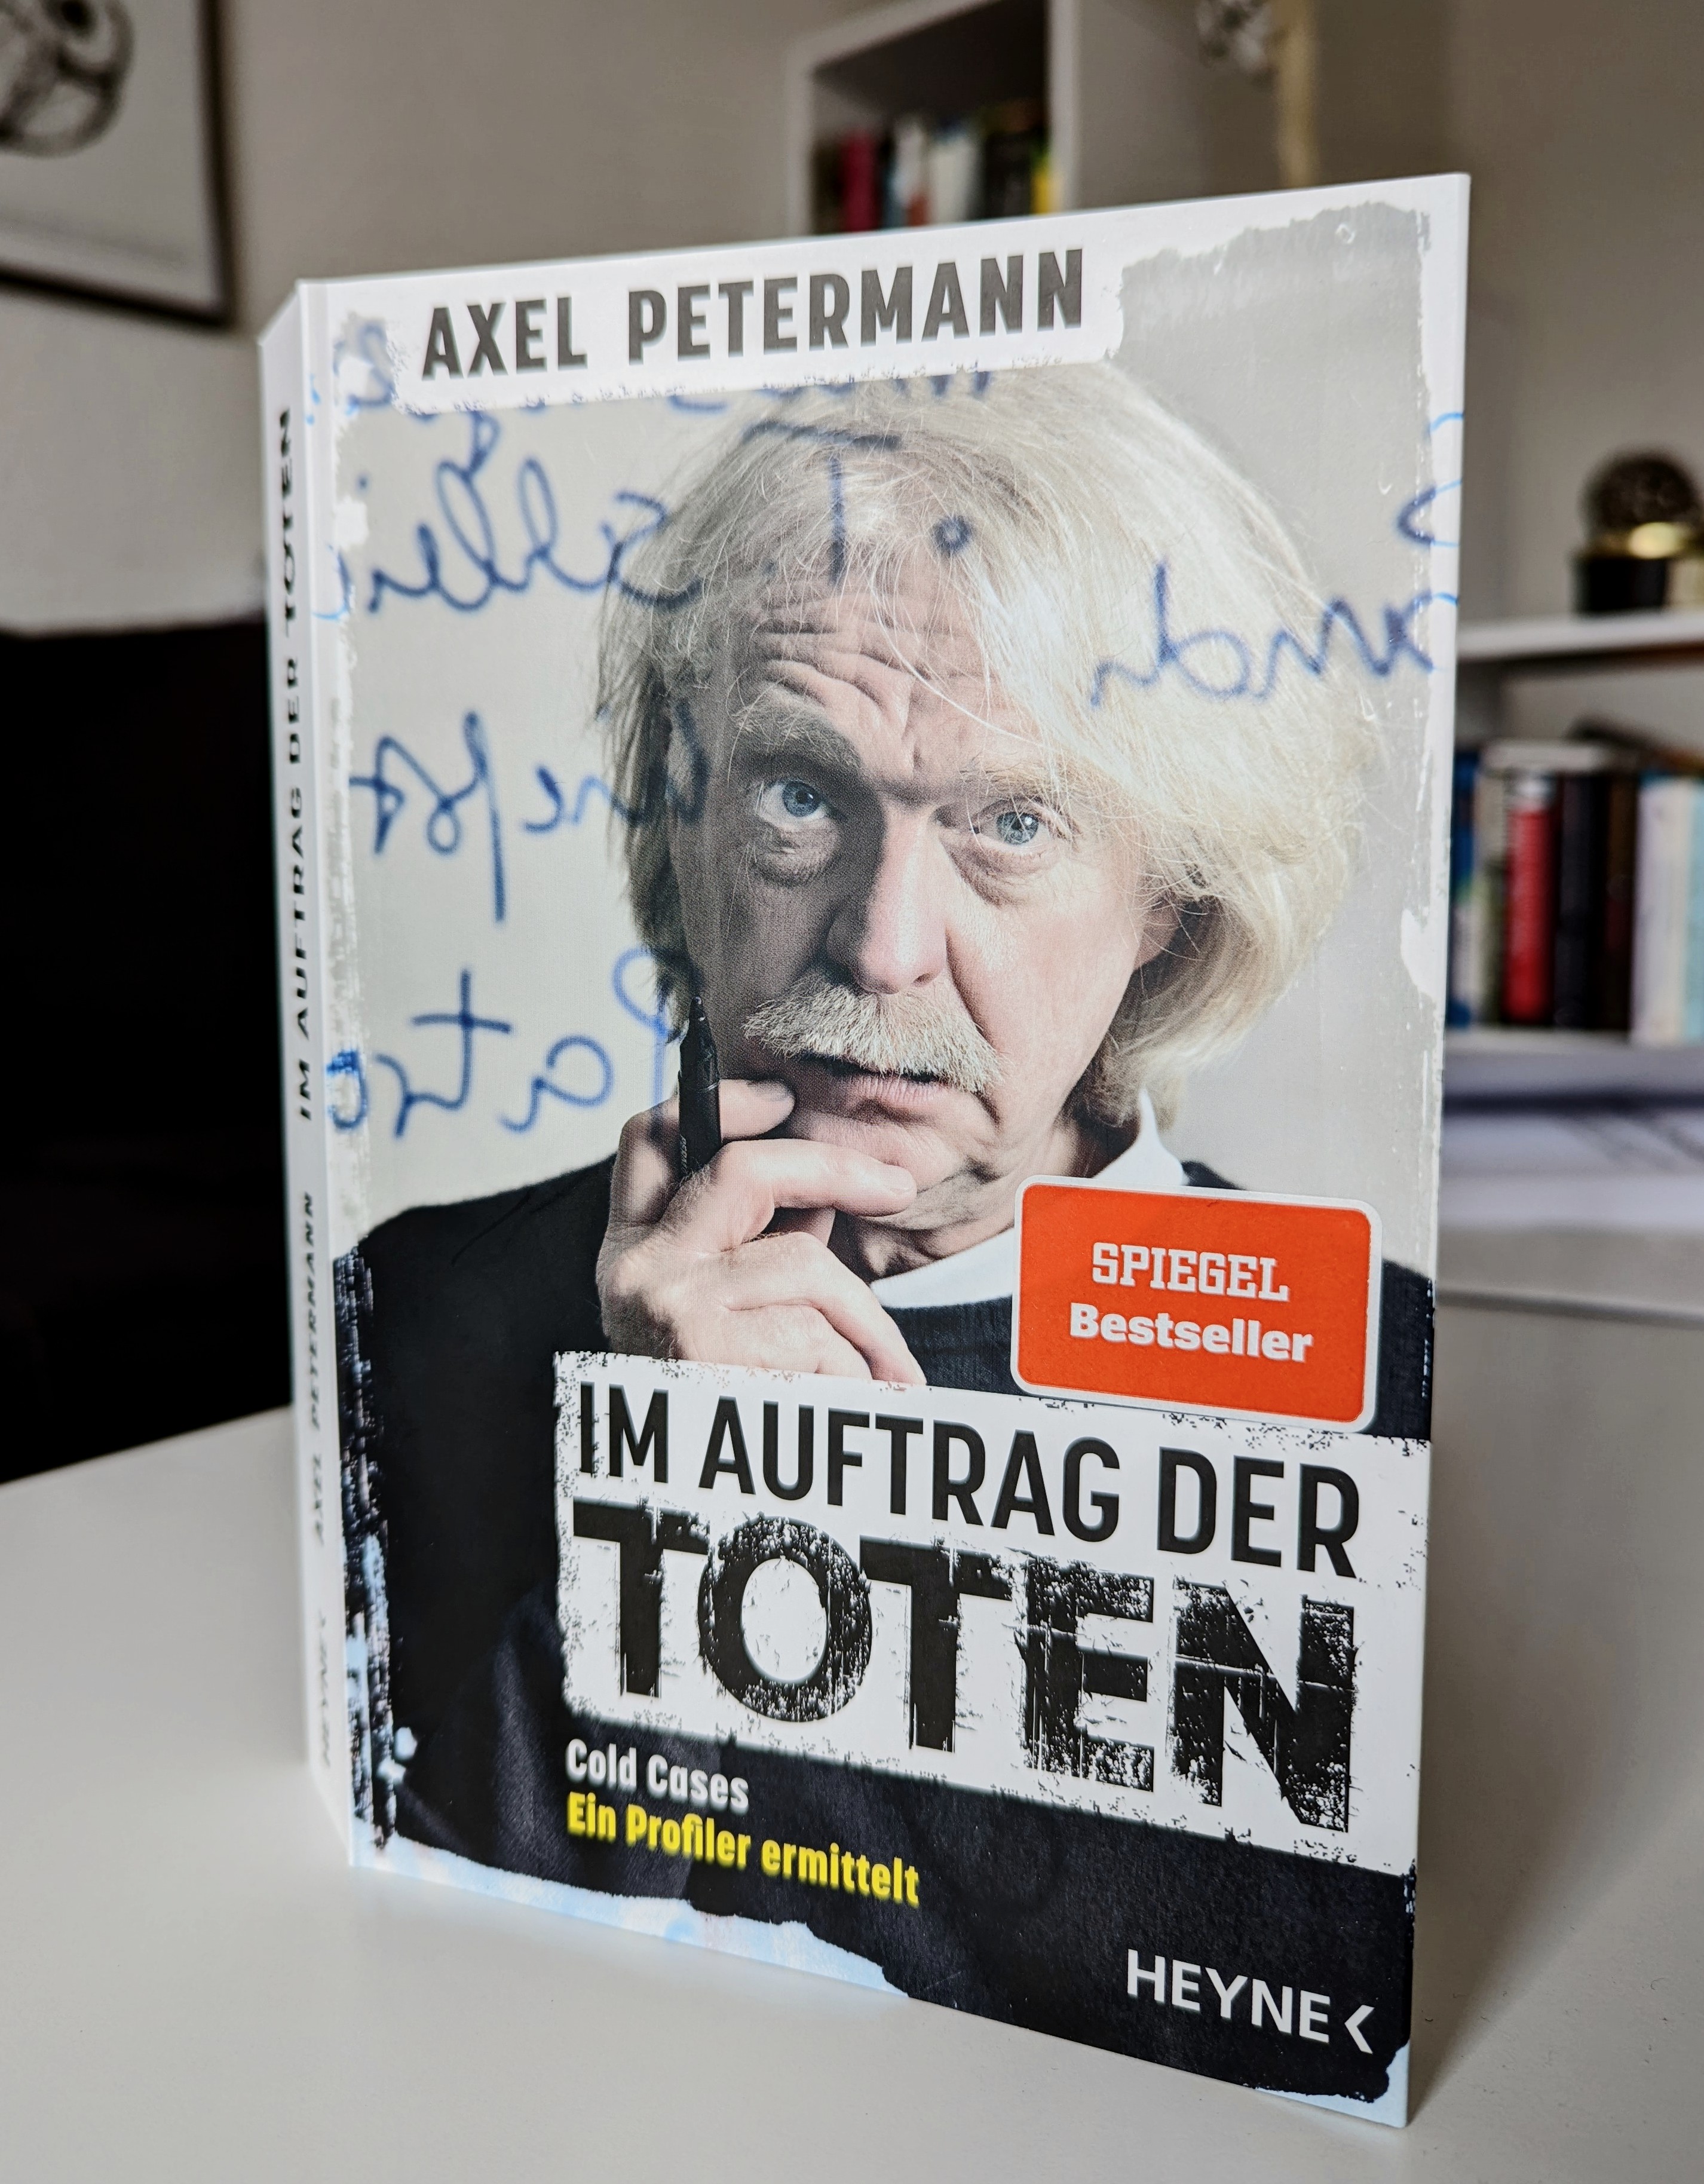 AXEL PETERMANN
SPIEGEL
Bestseller
IM AUFTRAG DER
TOTEN
Cold Cases
Ein Profiler ermittelt
HEYNE <
IM AUFTRAG DER TOTEN
AXEL PETERMANN
HEYNE <